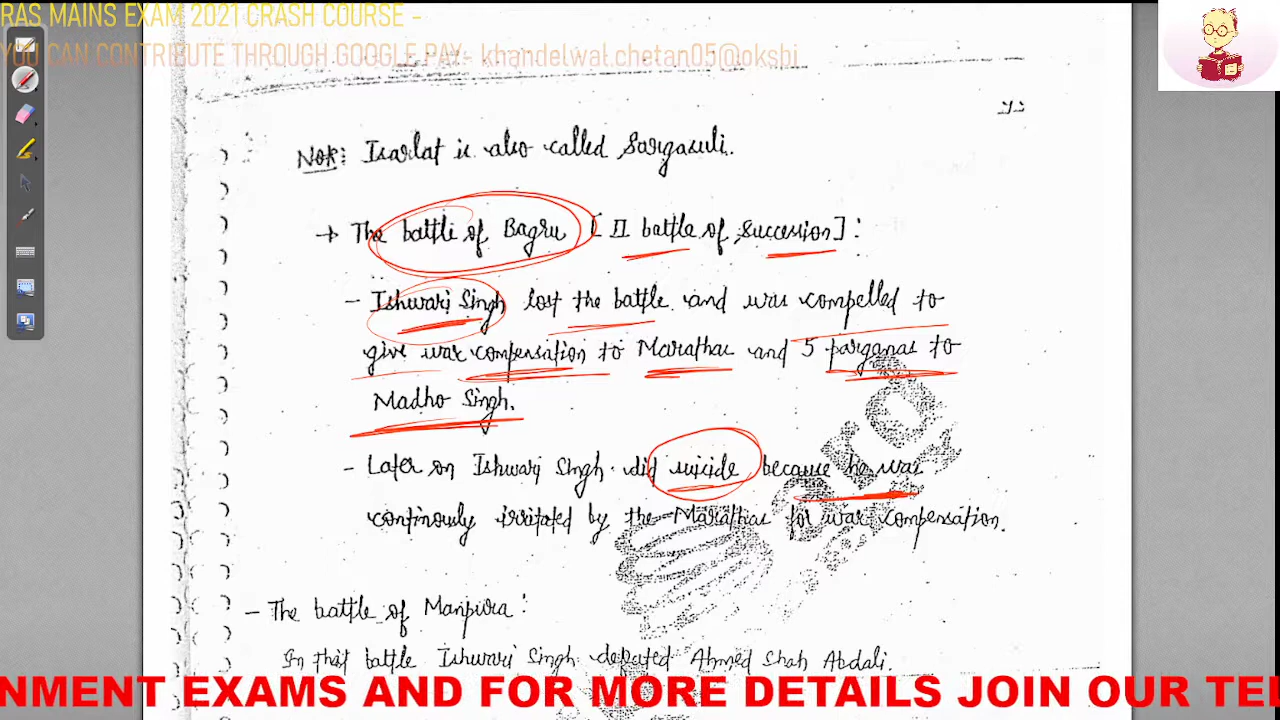 RAS MAINS EXAM 2021 CRASH COURSE -
YOU CAN CONTRIBUTE THROUGH GOOGLE PAY:- khandelwal.chetan05@oksbi
Note: Isarlat is also called Sargasuli.
→ The battle of Bagru [II battle of succession]:
- Ishwari Singh lost the battle and was compelled to
give war compensation to Marathas and 5 parganas to
Madho Singh.
- Later on Ishwari Singh did suicide because he was
continously irritated by the Marathas for war compensation.
- The battle of Manpura:
In that battle Ishwari Singh defeated Ahmed Shah Abdali.
NMENT EXAMS AND FOR MORE DETAILS JOIN OUR TEL